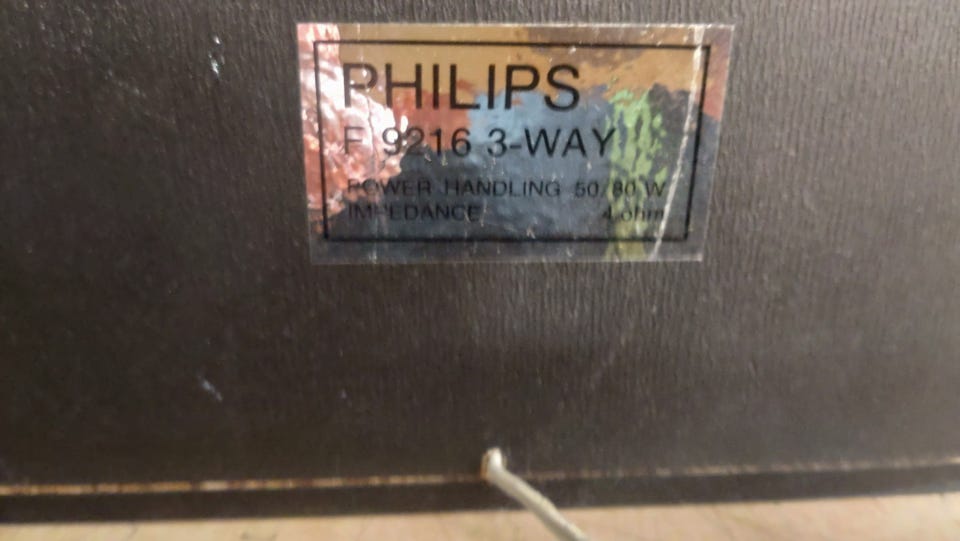 PHILIPS
F 9216 3-WAY
POWER HANDLING 50/80 W
IMPEDANCE 4 ohm